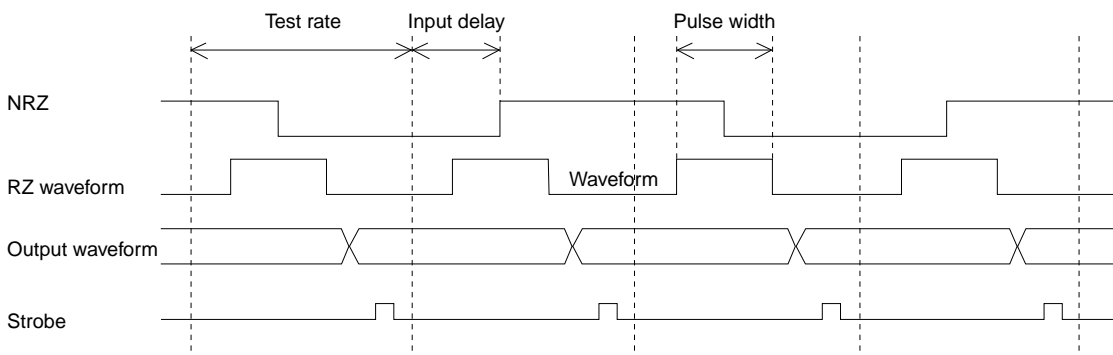 Test rate Input delay Pulse width
NRZ
RZ waveform Waveform
Output waveform
Strobe